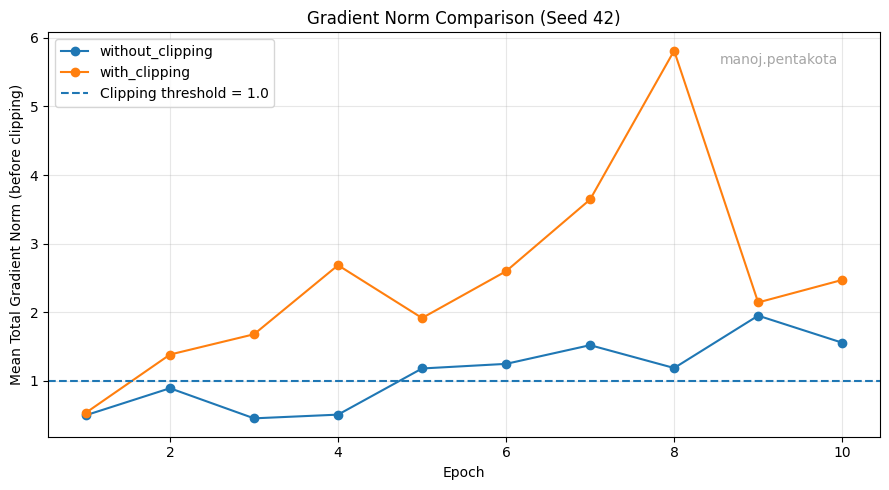 Gradient Norm Comparison (Seed 42)
without_clipping
with_clipping
Clipping threshold = 1.0
manoj.pentakota
Mean Total Gradient Norm (before clipping)
6
5
4
3
2
1
2 4 6 8 10
Epoch